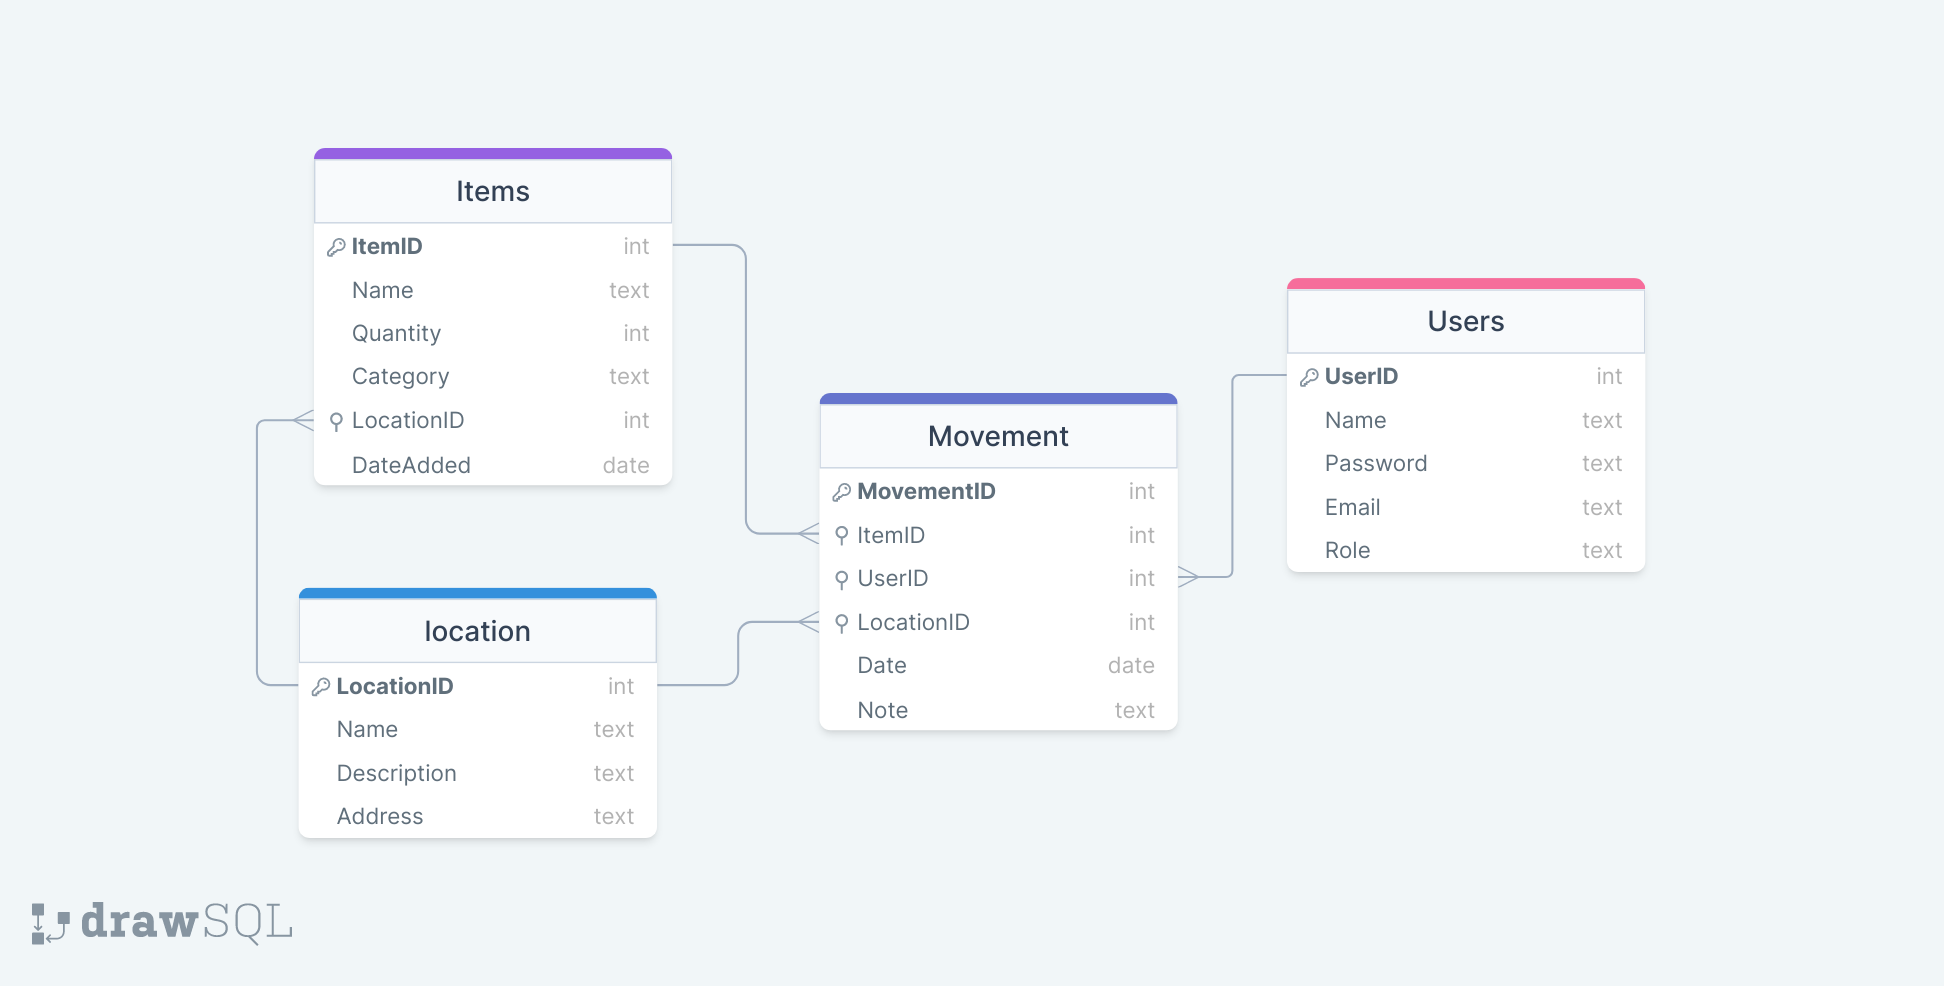 Items
ItemID int
Name text
Quantity int
Category text
LocationID int
DateAdded date
location
LocationID int
Name text
Description text
Address text
Movement
MovementID int
ItemID int
UserID int
LocationID int
Date date
Note text
Users
UserID int
Name text
Password text
Email text
Role text
drawSQL